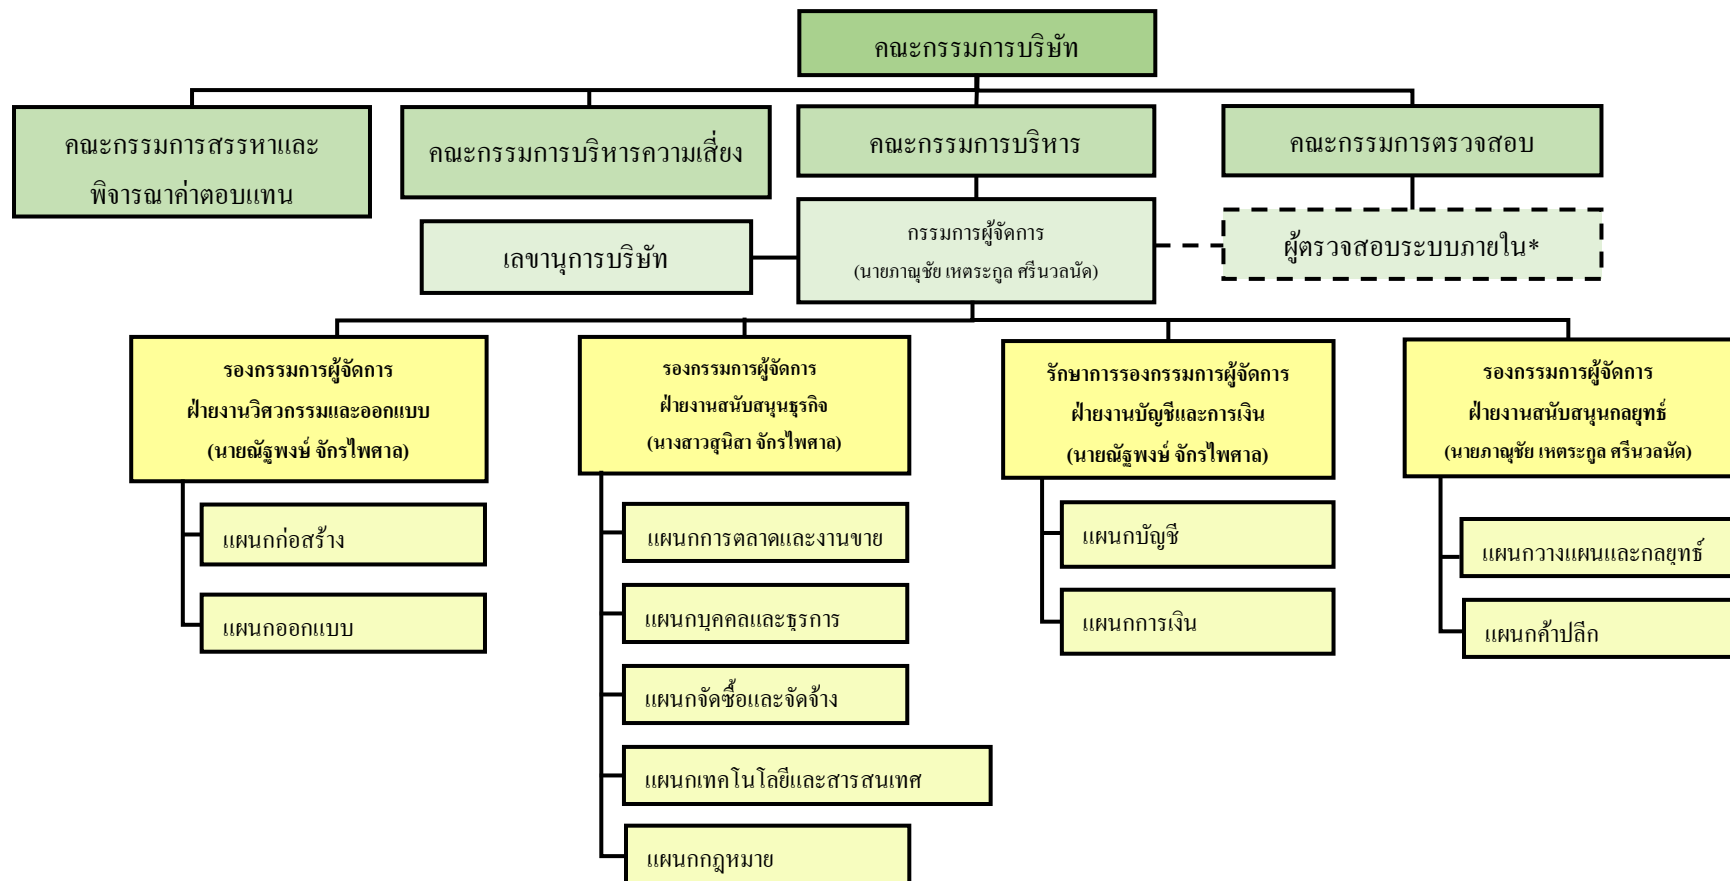 คณะกรรมการบริษัท
คณะกรรมการสรรหาและ
พิจารณาค่าตอบแทน
คณะกรรมการบริหารความเสี่ยง
คณะกรรมการบริหาร
คณะกรรมการตรวจสอบ
เลขานุการบริษัท
กรรมการผู้จัดการ
(นายภาณุชัย เหตระกูล ศรีนวลนัด)
ผู้ตรวจสอบระบบภายใน*
รองกรรมการผู้จัดการ
ฝ่ายงานวิศวกรรมและออกแบบ
(นายณัฐพงษ์ จักรไพศาล)
แผนกก่อสร้าง
แผนกออกแบบ
รองกรรมการผู้จัดการ
ฝ่ายงานสนับสนุนธุรกิจ
(นางสาวสุนิสา จักรไพศาล)
แผนกการตลาดและงานขาย
แผนกบุคคลและธุรการ
แผนกจัดซื้อและจัดจ้าง
แผนกเทคโนโลยีและสารสนเทศ
แผนกกฎหมาย
รักษาการรองกรรมการผู้จัดการ
ฝ่ายงานบัญชีและการเงิน
(นายณัฐพงษ์ จักรไพศาล)
แผนกบัญชี
แผนกการเงิน
รองกรรมการผู้จัดการ
ฝ่ายงานสนับสนุนกลยุทธ์
(นายภาณุชัย เหตระกูล ศรีนวลนัด)
แผนกวางแผนและกลยุทธ์
แผนกค้าปลีก